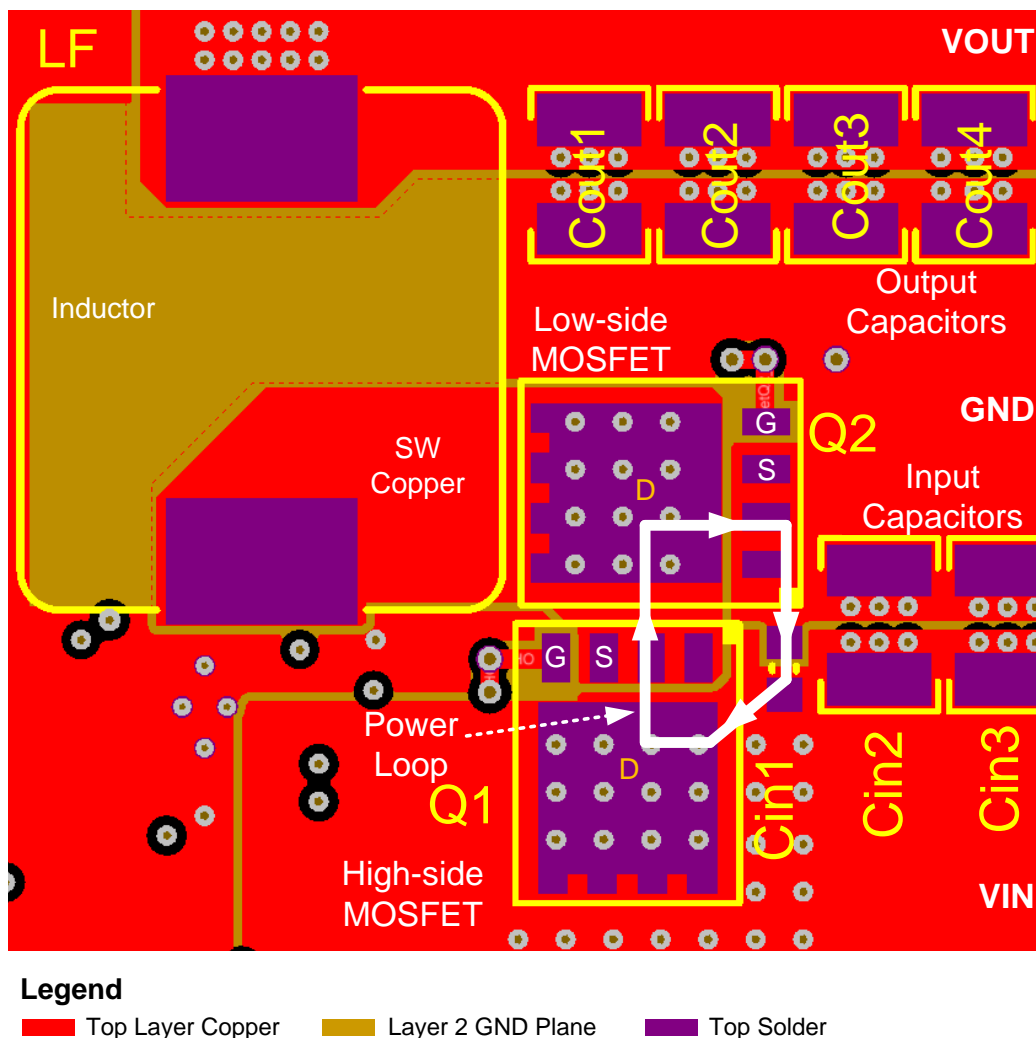 LF
VOUT
Cout1
Cout2
Cout3
Cout4
Inductor
Output
Capacitors
Low-side
MOSFET
GND
G
Q2
SW
Copper
S
D
Input
Capacitors
HO
G
S
Power
Loop
D
Q1
Cin1
Cin2
Cin3
High-side
MOSFET
VIN
Legend
Top Layer Copper
Layer 2 GND Plane
Top Solder